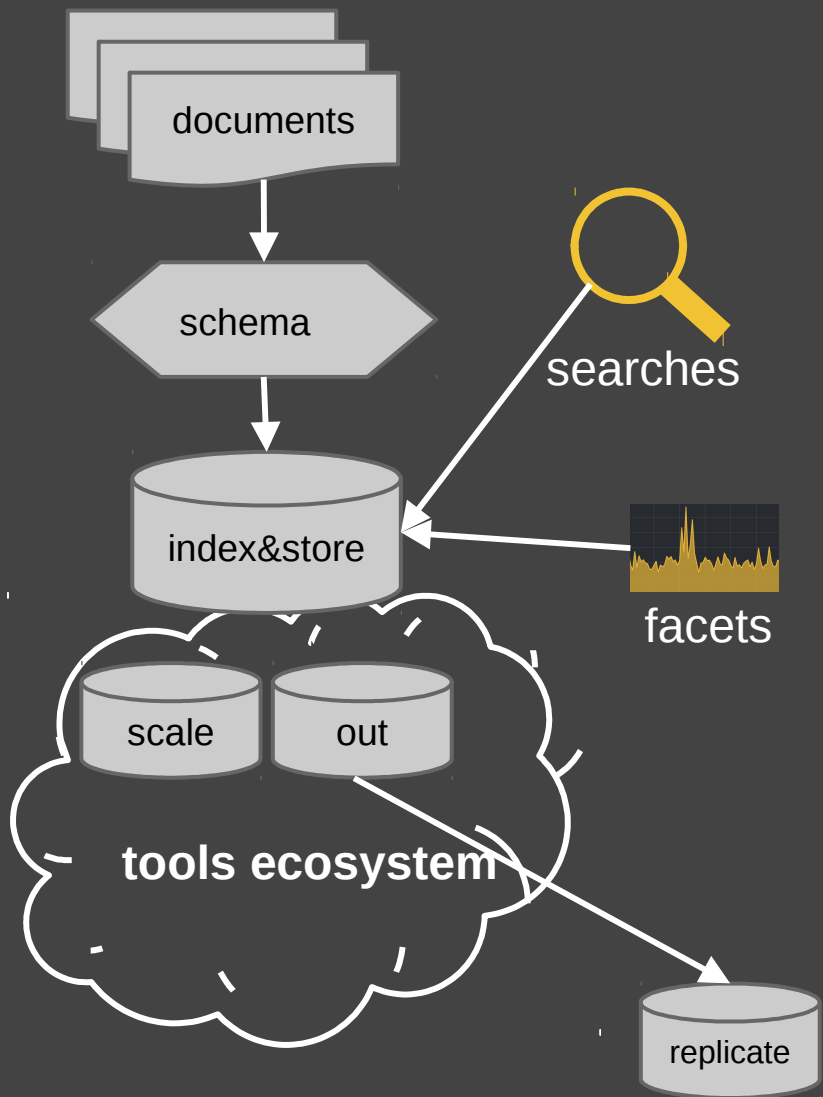 documents
schema
searches
index&store
facets
scale
out
tools ecosystem
replicate